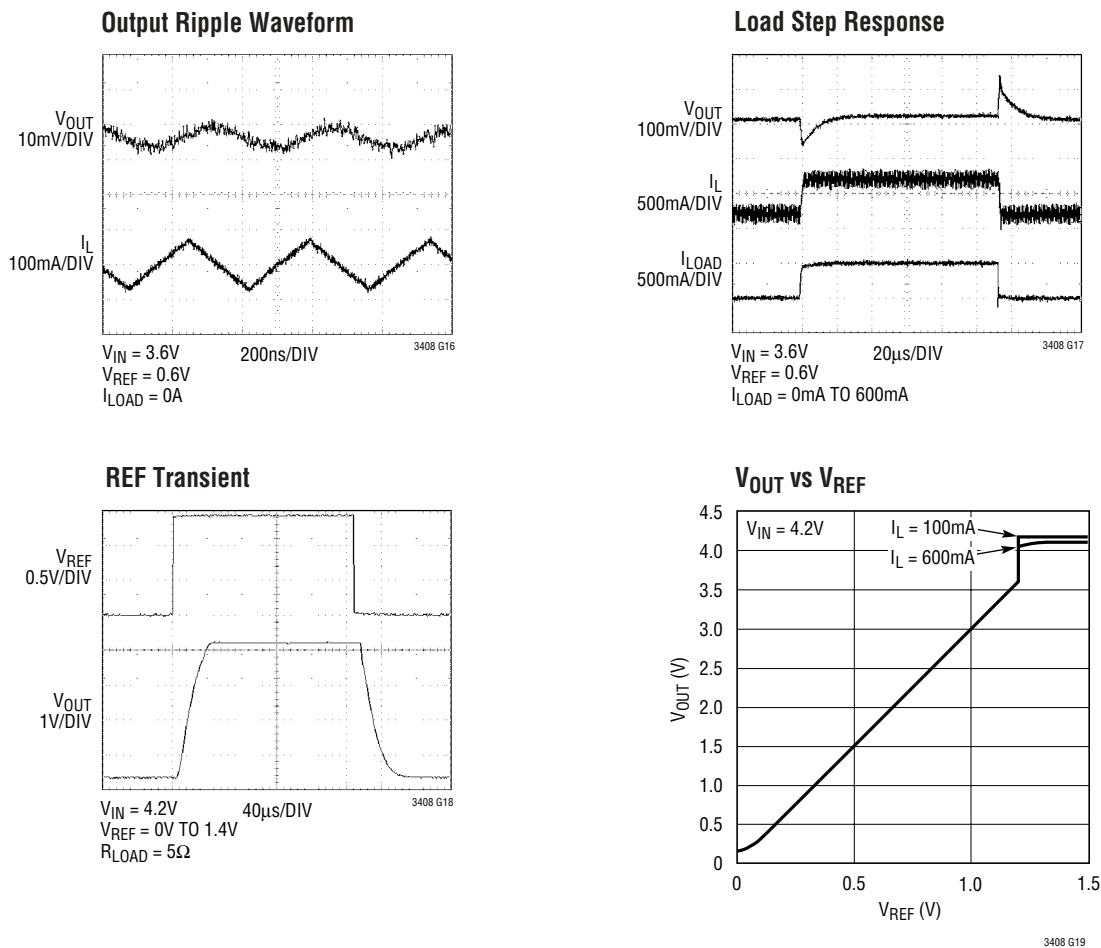 Output Ripple Waveform
VOUT
10mV/DIV
IL
100mA/DIV
VIN = 3.6V
VREF = 0.6V
ILOAD = 0A
200ns/DIV
3408 G16
Load Step Response
VOUT
100mV/DIV
IL
500mA/DIV
ILOAD
500mA/DIV
VIN = 3.6V
VREF = 0.6V
ILOAD = 0mA TO 600mA
20µs/DIV
3408 G17
REF Transient
VREF
0.5V/DIV
VOUT
1V/DIV
VIN = 4.2V
VREF = 0V TO 1.4V
RLOAD = 5Ω
40µs/DIV
3408 G18
VOUT vs VREF
VOUT (V)
4.5
4.0
3.5
3.0
2.5
2.0
1.5
1.0
0.5
0
VIN = 4.2V
IL = 100mA
IL = 600mA
0
0.5
1.0
1.5
VREF (V)
3408 G19